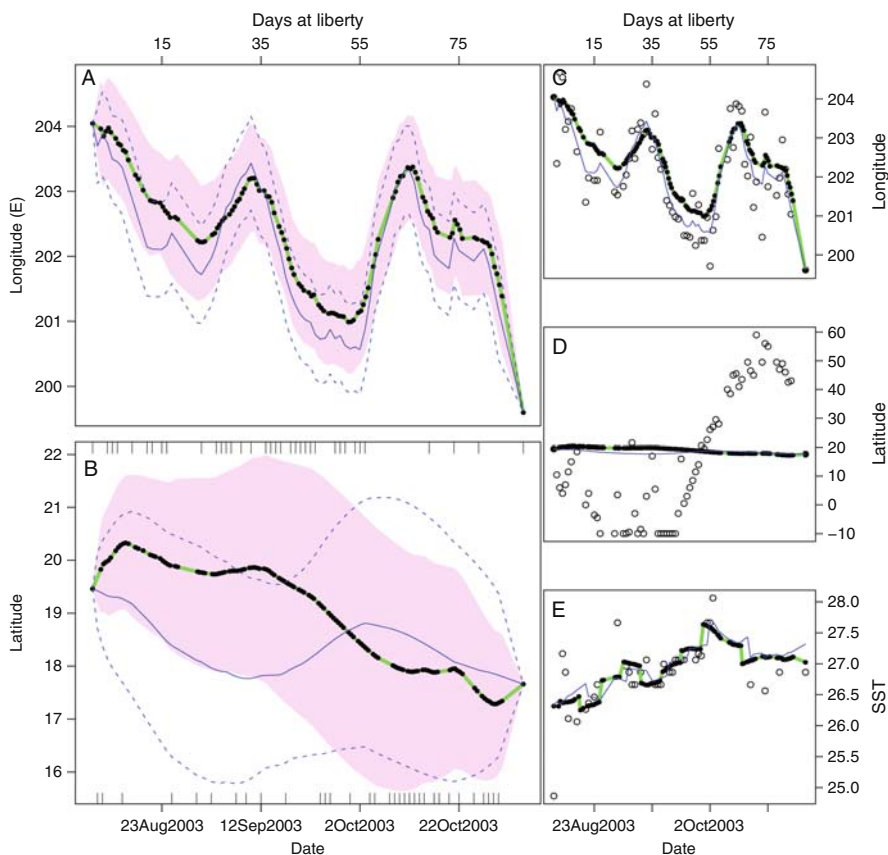 Days at liberty
15 35 55 75
A
204
203
202
201
200
Longitude (E)
B
22
21
20
19
18
17
16
Latitude
23Aug2003 12Sep2003 2Oct2003 22Oct2003
Date
Days at liberty
15 35 55 75
C
204
203
202
201
200
Longitude
D
60
50
40
30
20
10
0
−10
Latitude
E
28.0
27.5
27.0
26.5
26.0
25.5
25.0
SST
23Aug2003 2Oct2003
Date